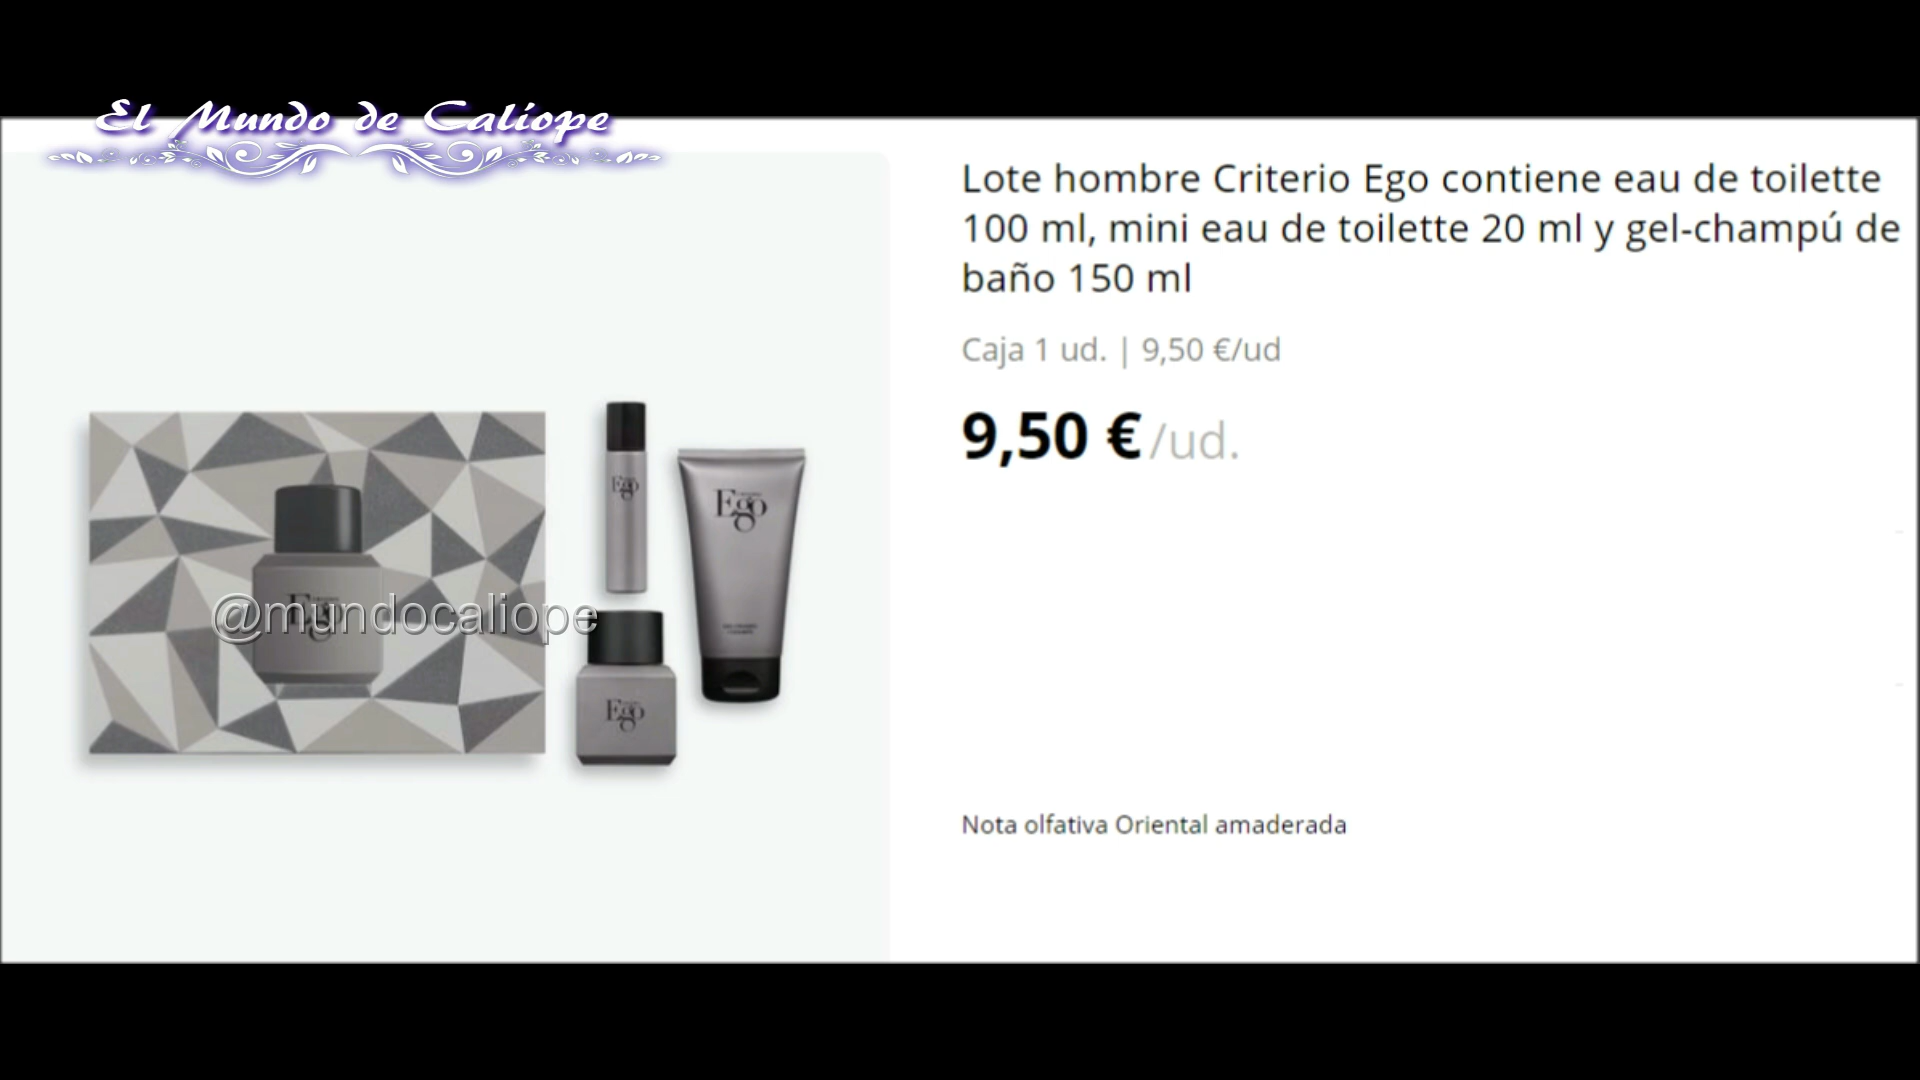 El Mundo de Calíope
Lote hombre Criterio Ego contiene eau de toilette
100 ml, mini eau de toilette 20 ml y gel-champú de
baño 150 ml
Caja 1 ud. | 9,50 €/ud
9,50 €/ud.
Ego
Ego
Ego
@mundocaliope
Ego
Nota olfativa Oriental amaderada